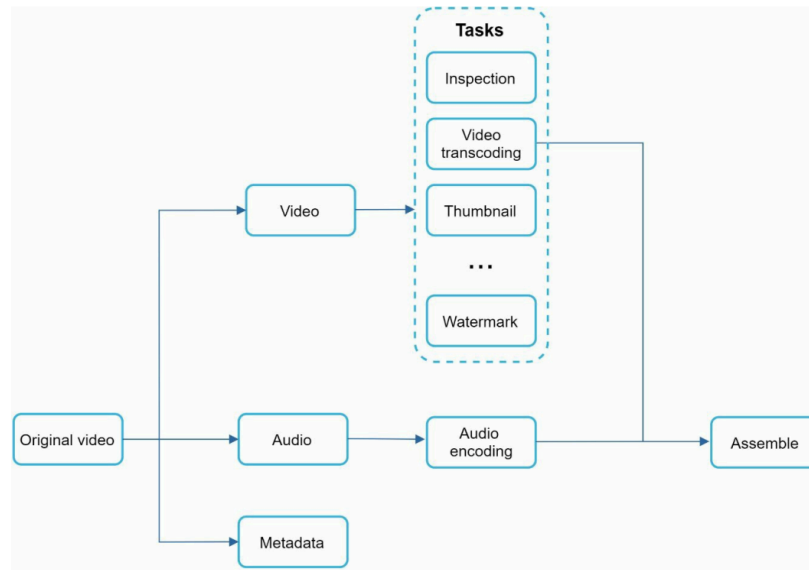 Tasks
Inspection
Video
transcoding
Video
Thumbnail
...
Watermark
Original video
Audio
Audio
encoding
Assemble
Metadata